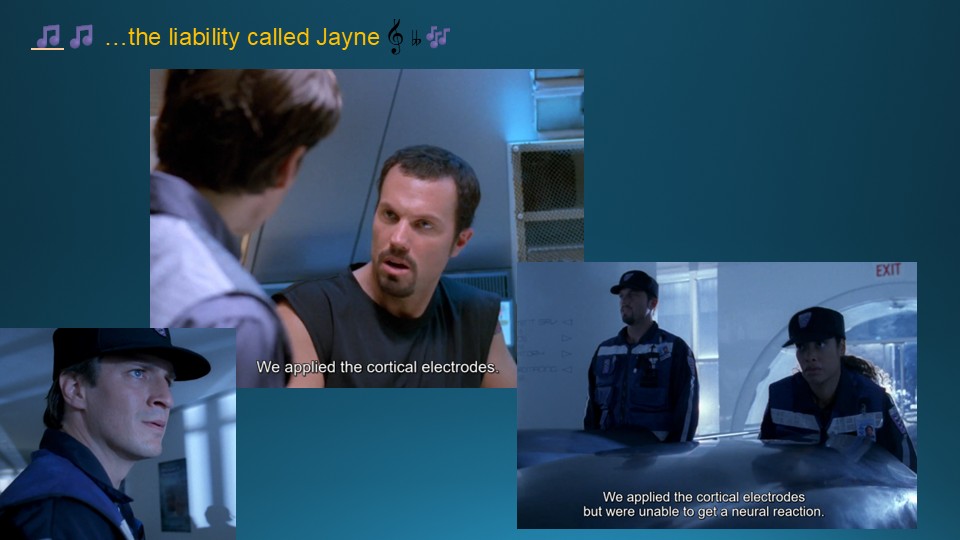 🎵 🎵 …the liability called Jayne 𝄞 𝄫 🎶
We applied the cortical electrodes.
EXIT
We applied the cortical electrodes
but were unable to get a neural reaction.